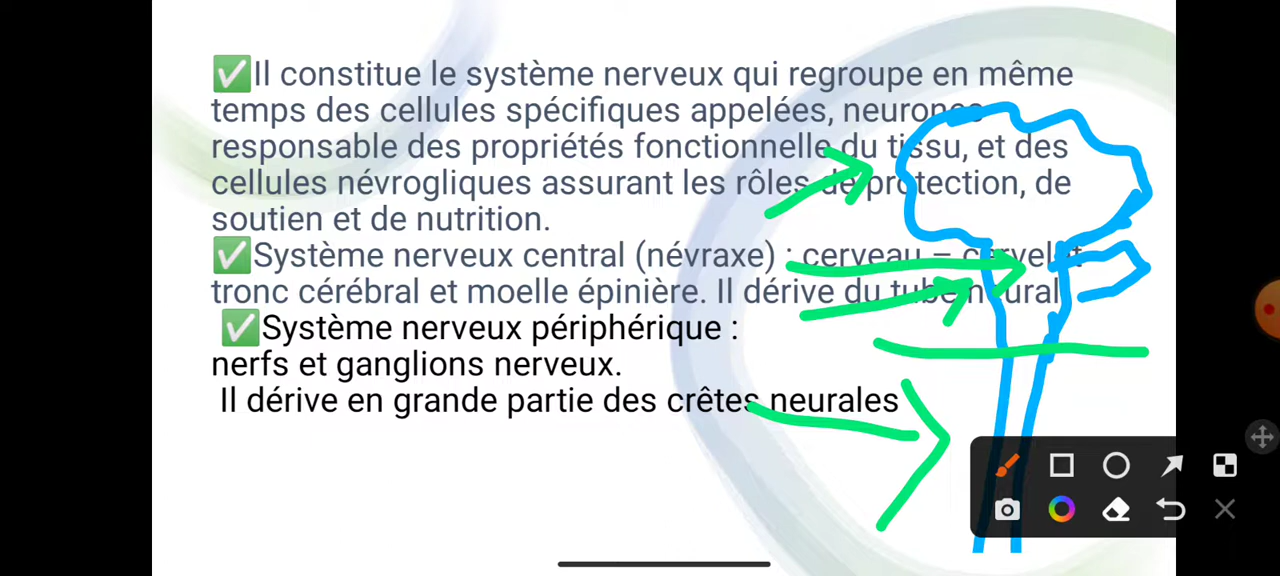 ✅Il constitue le système nerveux qui regroupe en même
temps des cellules spécifiques appelées, neurones
responsable des propriétés fonctionnelle du tissu, et des
cellules névrogliques assurant les rôles de protection, de
soutien et de nutrition.
✅Système nerveux central (névraxe) : cerveau – cervelet
tronc cérébral et moelle épinière. Il dérive du tube neural
✅Système nerveux périphérique :
nerfs et ganglions nerveux.
Il dérive en grande partie des crêtes neurales